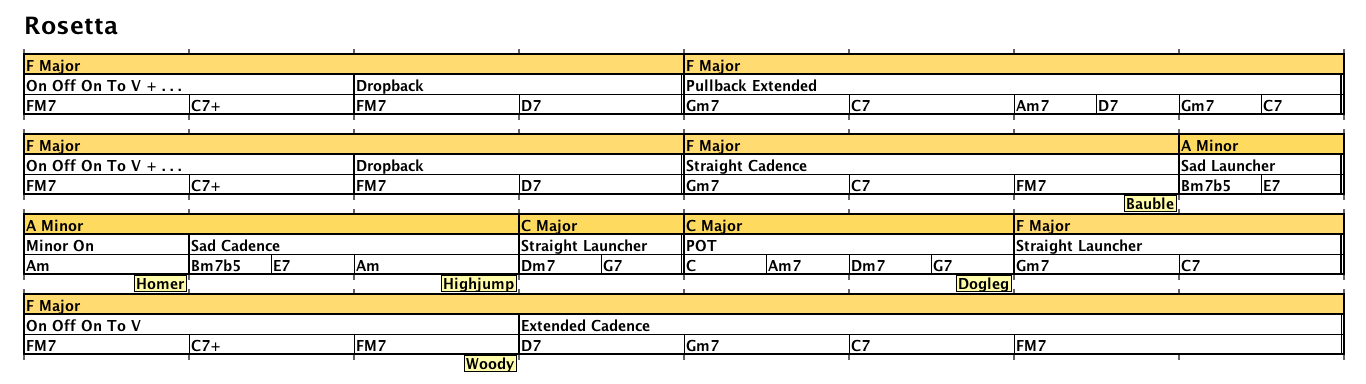 Rosetta
F Major F Major
On Off On To V + . . . Dropback Pullback Extended
FM7 C7+ FM7 D7 Gm7 C7 Am7 D7 Gm7 C7
F Major F Major A Minor
On Off On To V + . . . Dropback Straight Cadence Sad Launcher
FM7 C7+ FM7 D7 Gm7 C7 FM7 Bm7b5 E7
Bauble
A Minor C Major C Major F Major
Minor On Sad Cadence Straight Launcher POT Straight Launcher
Am Bm7b5 E7 Am Dm7 G7 C Am7 Dm7 G7 Gm7 C7
Homer Highjump Dogleg
F Major
On Off On To V Extended Cadence
FM7 C7+ FM7 D7 Gm7 C7 FM7
Woody